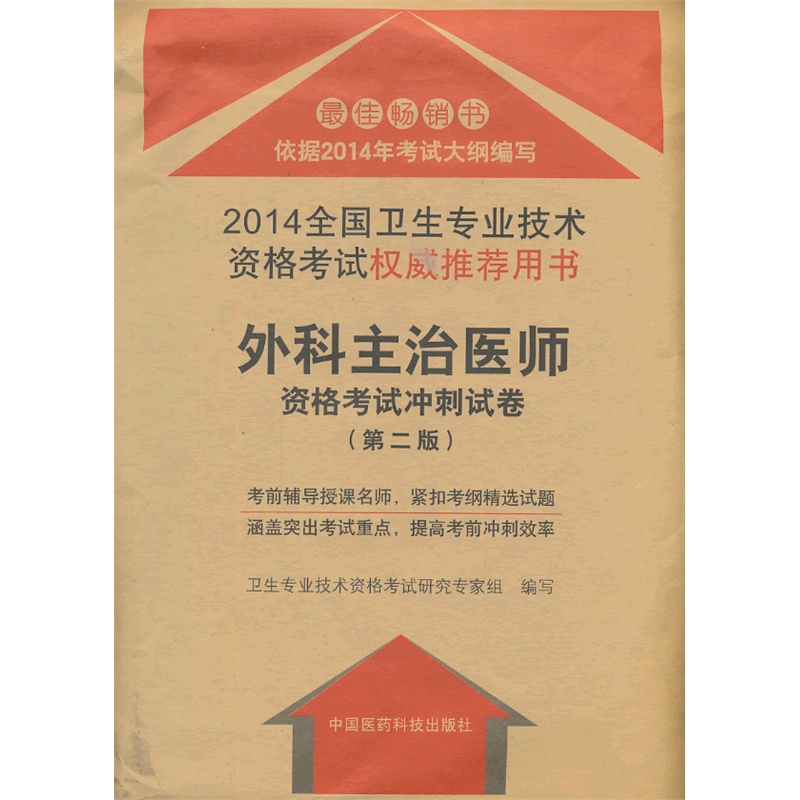 最佳畅销书
依据2014年考试大纲编写
2014全国卫生专业技术
资格考试权威推荐用书
外科主治医师
资格考试冲刺试卷
（第二版）
考前辅导授课名师，紧扣考纲精选试题
涵盖突出考试重点，提高考前冲刺效率
卫生专业技术资格考试研究专家组 编写
中国医药科技出版社